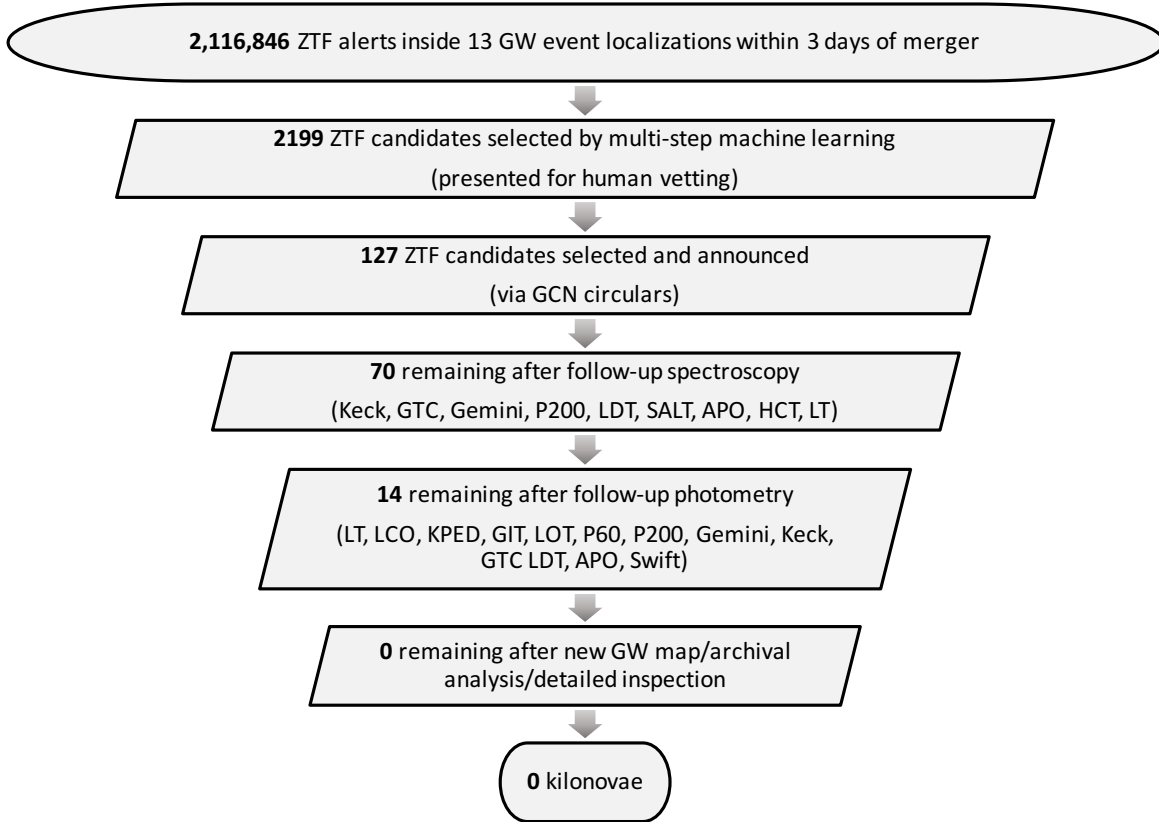 2,116,846 ZTF alerts inside 13 GW event localizations within 3 days of merger
2199 ZTF candidates selected by multi-step machine learning
(presented for human vetting)
127 ZTF candidates selected and announced
(via GCN circulars)
70 remaining after follow-up spectroscopy
(Keck, GTC, Gemini, P200, LDT, SALT, APO, HCT, LT)
14 remaining after follow-up photometry
(LT, LCO, KPED, GIT, LOT, P60, P200, Gemini, Keck,
GTC LDT, APO, Swift)
0 remaining after new GW map/archival
analysis/detailed inspection
0 kilonovae